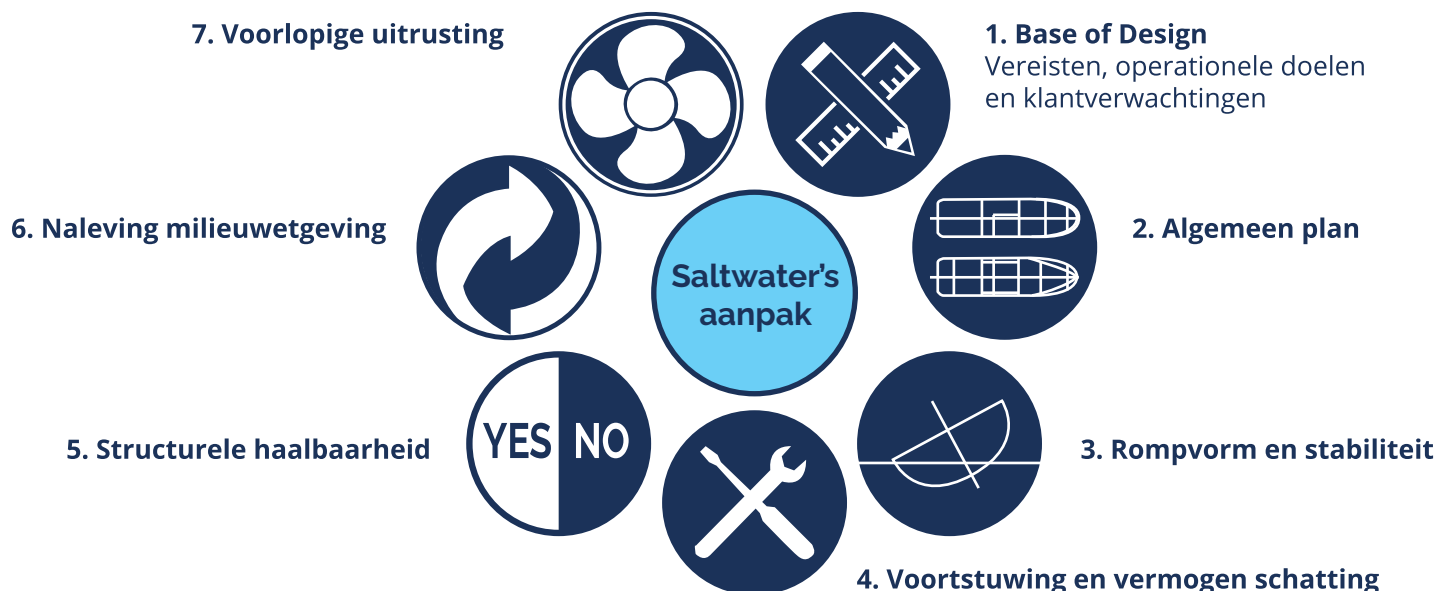 7. Voorlopige uitrusting
1. Base of Design
Vereisten, operationele doelen
en klantverwachtingen
6. Naleving milieuwetgeving
2. Algemeen plan
Saltwater's
aanpak
5. Structurele haalbaarheid
YES NO
3. Rompvorm en stabiliteit
4. Voortstuwing en vermogen schatting